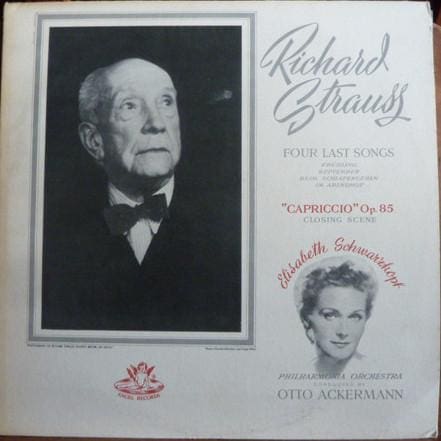 Richard
Strauss
FOUR LAST SONGS
FRÜHLING
SEPTEMBER
BEIM SCHLAFENGEHEN
IM ABENDROT
"CAPRICCIO" Op. 85
CLOSING SCENE
Elisabeth Schwarzkopf
PHILHARMONIA ORCHESTRA
CONDUCTED BY
OTTO ACKERMANN
ANGEL RECORDS